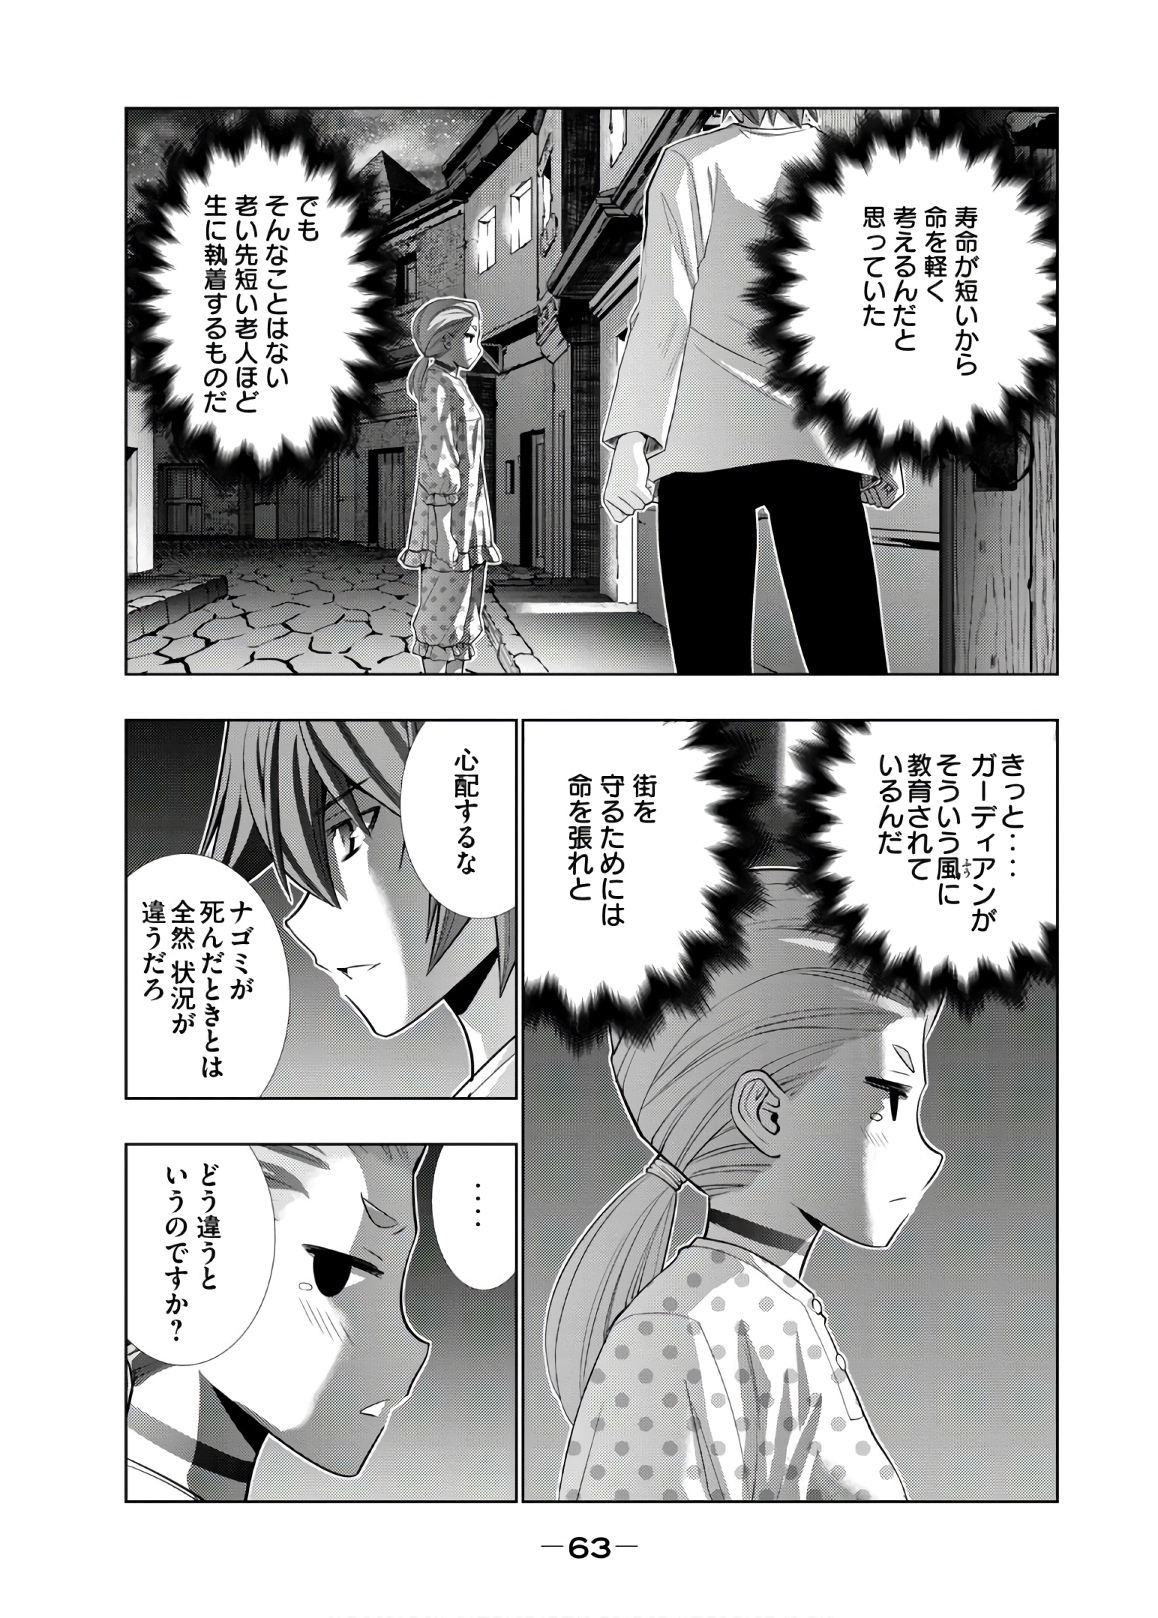 寿命が短いから
命を軽く
考えるんだと
思っていた
でも
そんなことはない
老い先短い老人ほど
生に執着するものだ
きっと‥‥
ガーディアンが
そういう風に
ふう
教育されて
いるんだ
街を
守るためには
命を張れと
心配するな
ナゴミが
死んだときとは
全然 状況が
違うだろ
‥‥
どう違うと
いうのですか？
—63—